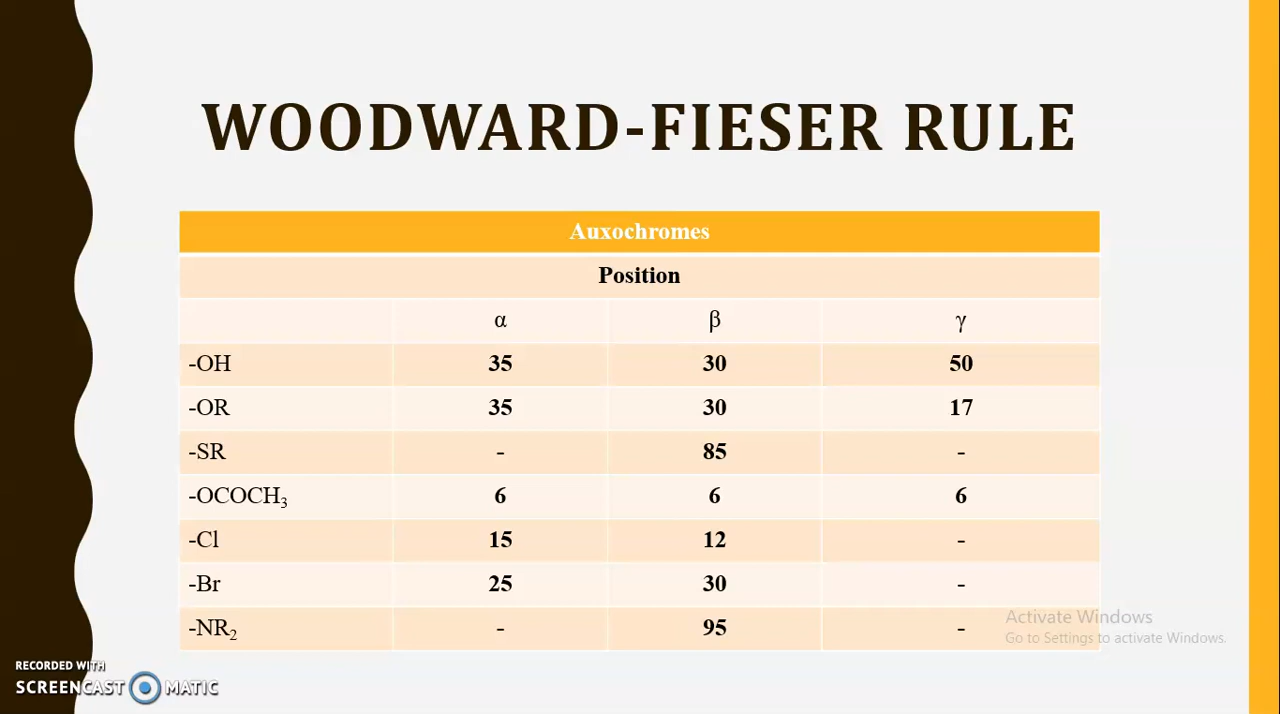 WOODWARD-FIESER RULE
Auxochromes
Position
α β γ
-OH 35 30 50
-OR 35 30 17
-SR - 85 -
-OCOCH₃ 6 6 6
-Cl 15 12 -
-Br 25 30 -
-NR₂ - 95 -
Activate Windows
Go to Settings to activate Windows.
RECORDED WITH
SCREENCAST MATIC